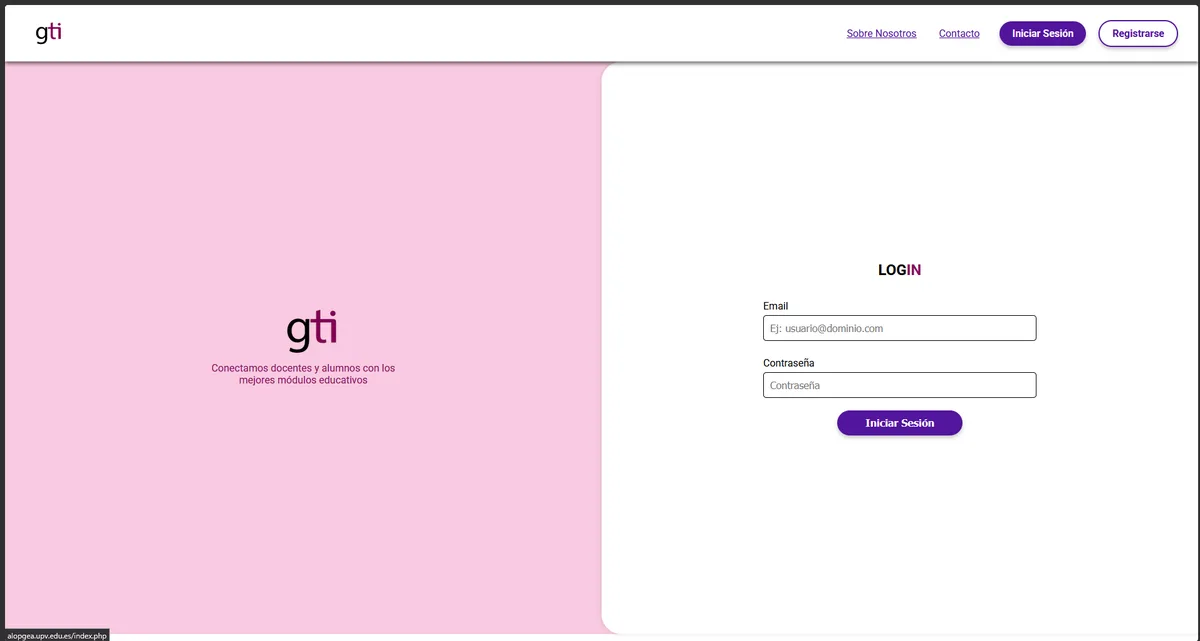 gti
Sobre Nosotros
Contacto
Iniciar Sesión
Registrarse
gti
Conectamos docentes y alumnos con los
mejores módulos educativos
LOGIN
Email
Ej: usuario@dominio.com
Contraseña
Contraseña
Iniciar Sesión
alopgea.upv.edu.es/index.php